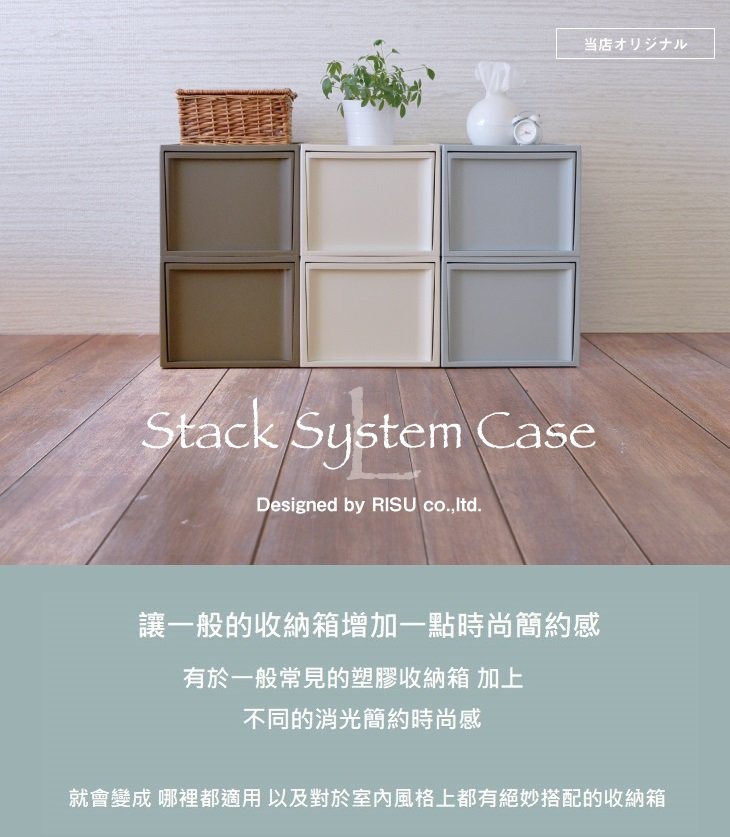 当店オリジナル
L
Stack System Case
Designed by RISU co.,ltd.
讓一般的收納箱增加一點時尚簡約感
有於一般常見的塑膠收納箱 加上
不同的消光簡約時尚感
就會變成 哪裡都適用 以及對於室內風格上都有絕妙搭配的收納箱